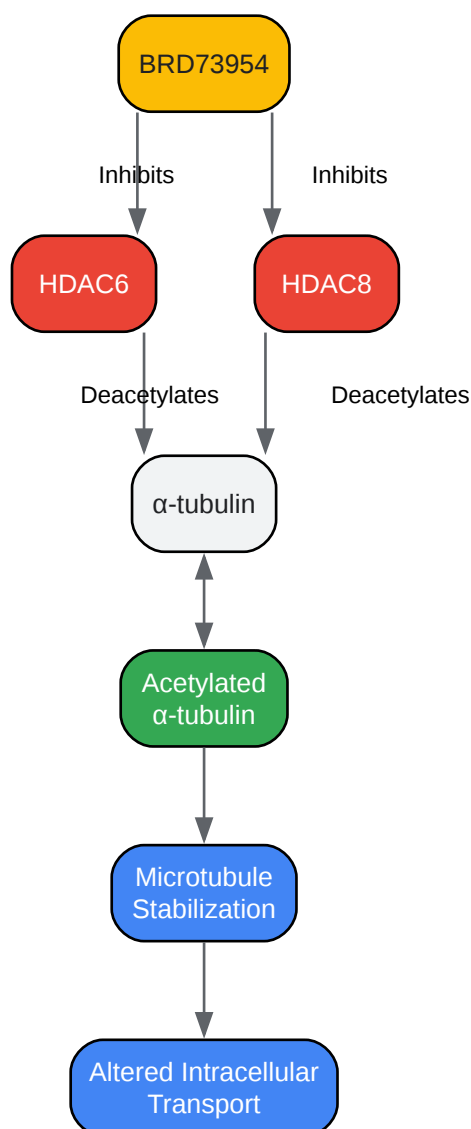 BRD73954
Inhibits
Inhibits
HDAC6
HDAC8
Deacetylates
Deacetylates
α-tubulin
Acetylated
α-tubulin
Microtubule
Stabilization
Altered Intracellular
Transport